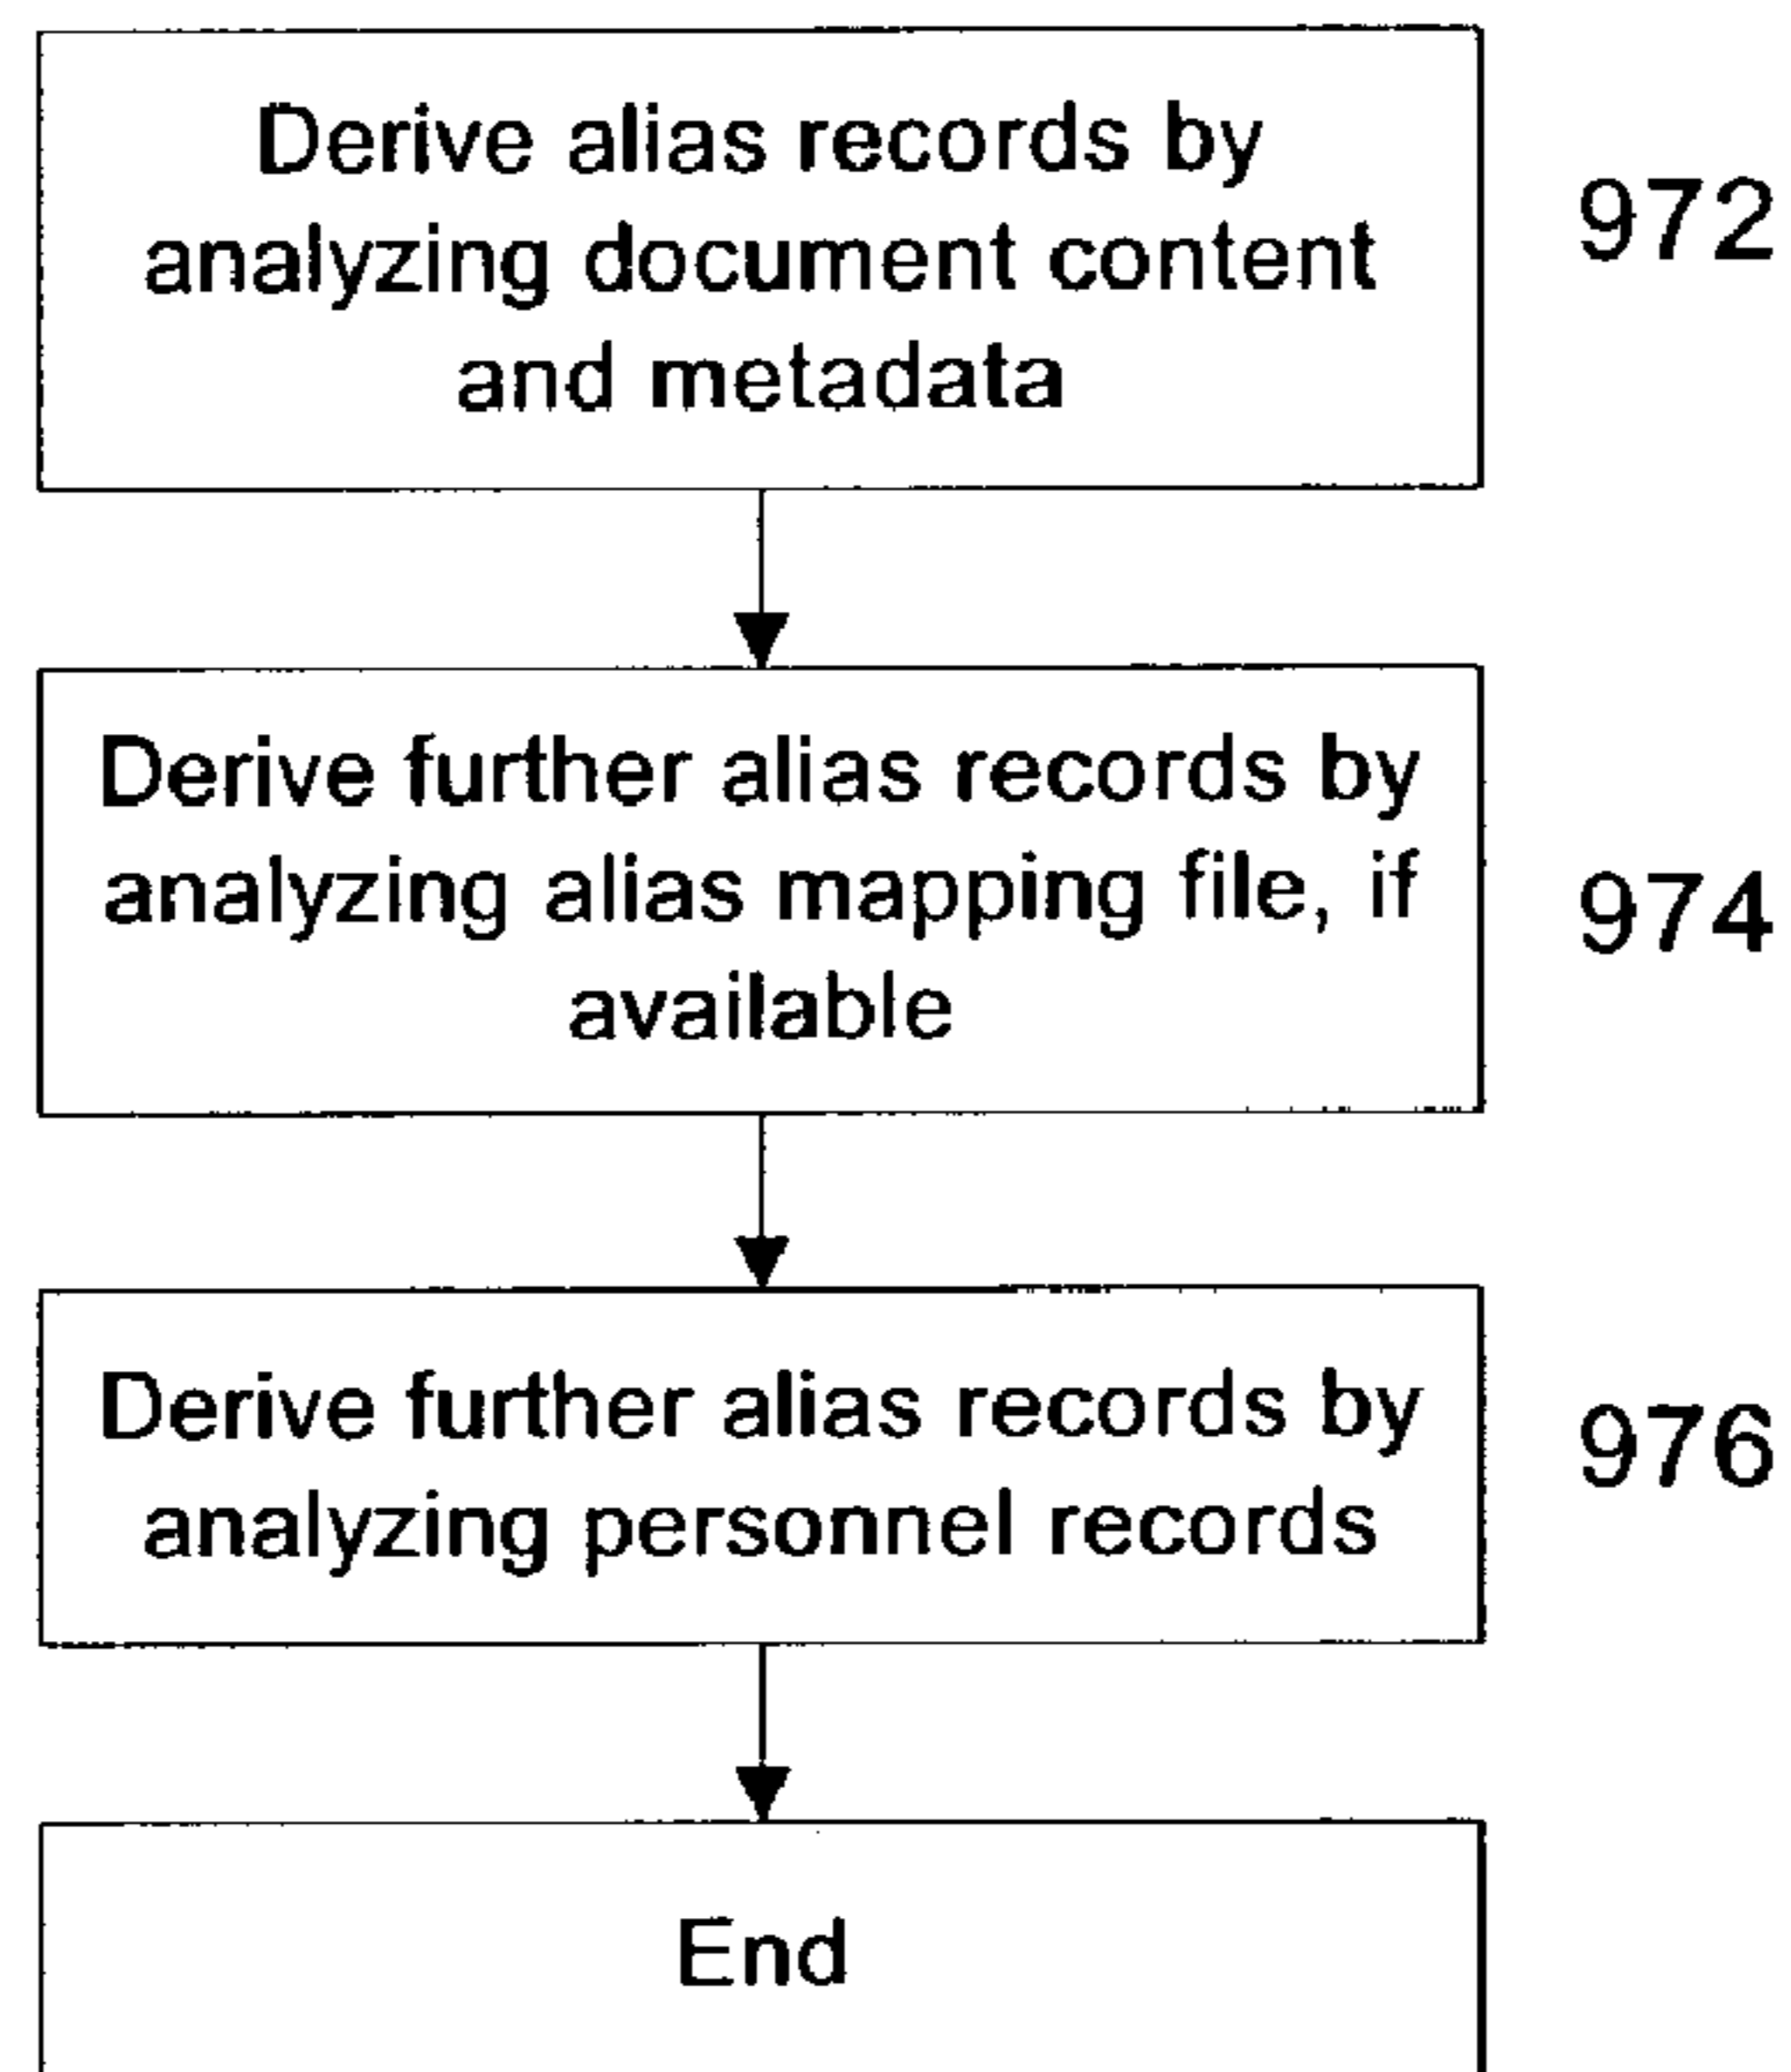 Derive alias records by
analyzing document content
and metadata
972
Derive further alias records by
analyzing alias mapping file, if
available
974
Derive further alias records by
analyzing personnel records
976
End